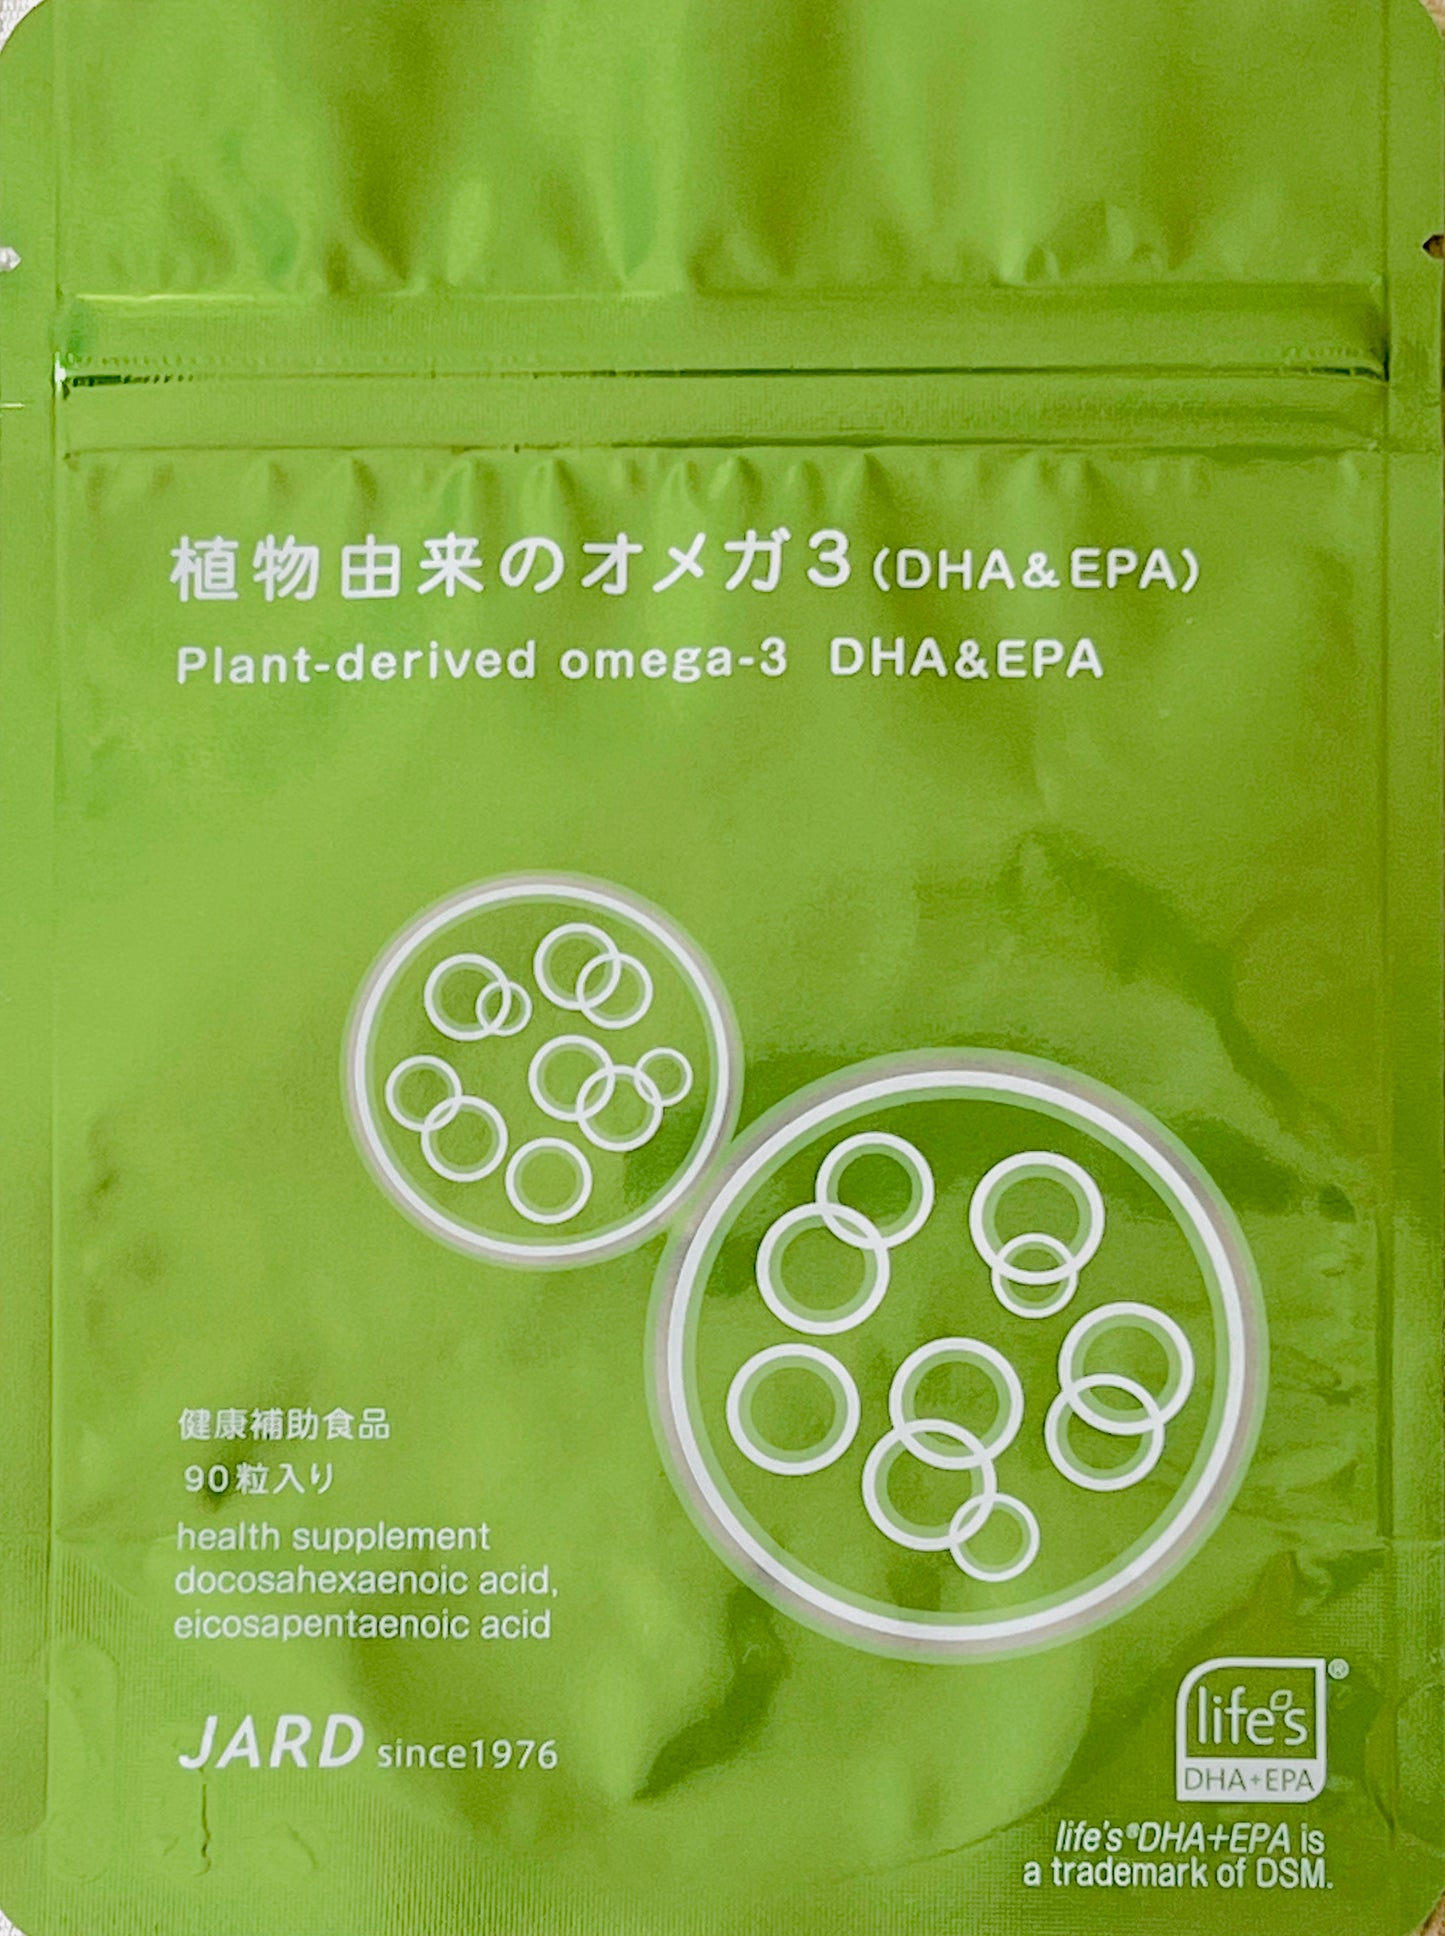 植物由来のオメガ3(DHA&EPA)
Plant-derived omega-3 DHA&EPA
健康補助食品
90粒入り
health supplement
docosahexaenoic acid,
eicosapentaenoic acid
JARD since1976
life's®
DHA+EPA
life's®DHA+EPA is
a trademark of DSM.